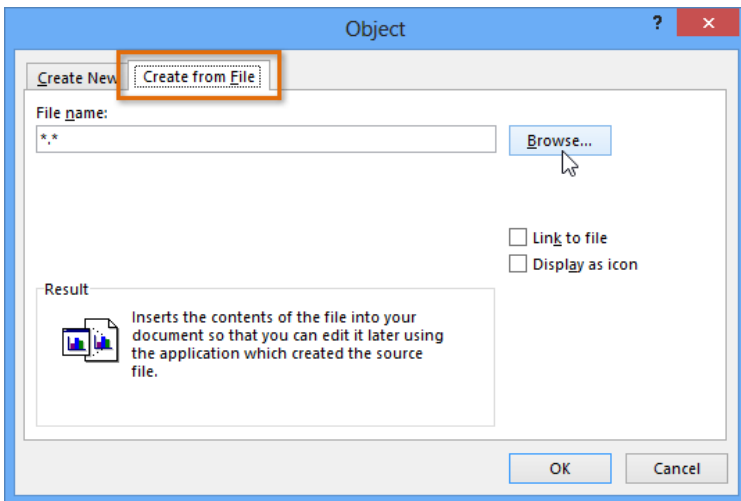 Object
?
Create New
Create from File
File name:
*.*
Browse...
Link to file
Display as icon
Result
Inserts the contents of the file into your
document so that you can edit it later using
the application which created the source
file.
OK
Cancel